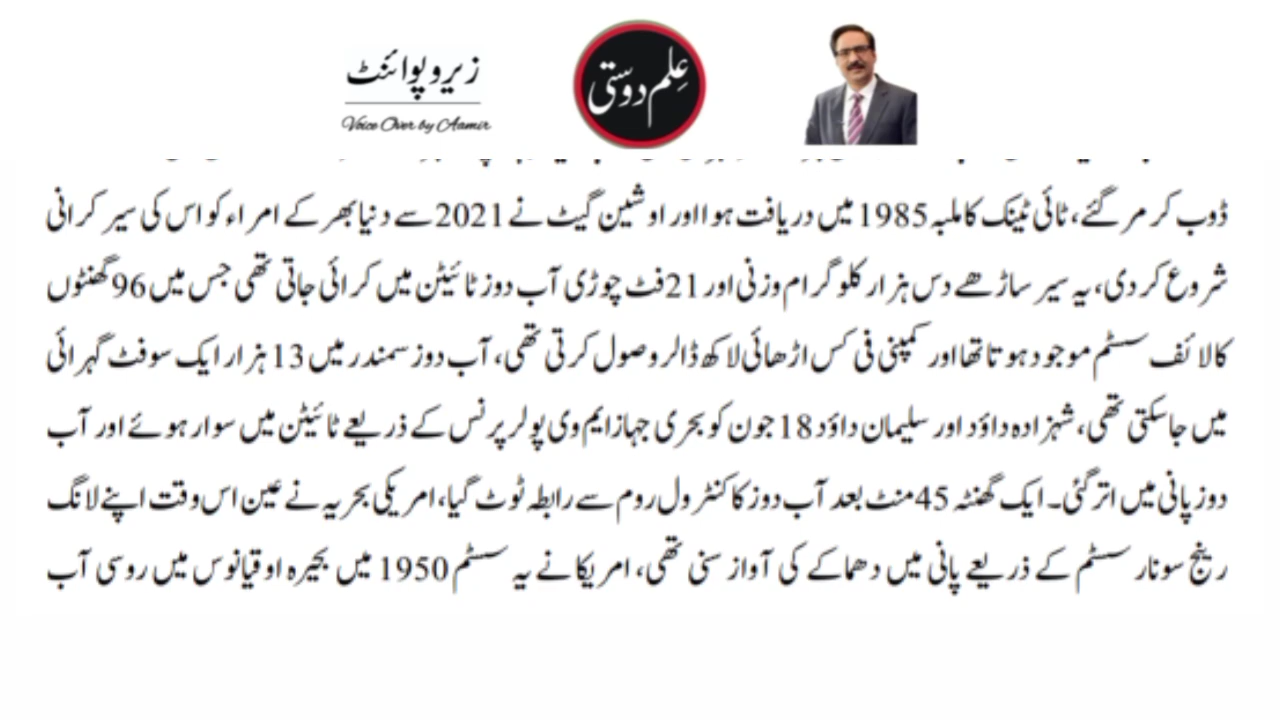 زیرو پوائنٹ
Voice Over by Aamir
علم دوستی
ڈوب کر مر گئے، ٹائی ٹینک کا ملبہ 1985 میں دریافت ہوا اور اوشین گیٹ نے 2021 سے دنیا بھر کے امراء کو اس کی سیر کرانی
شروع کر دی، یہ سیر ساڑھے دس ہزار کلو گرام وزنی اور 21 فٹ چوڑی آب دوز ٹائیٹن میں کرائی جاتی تھی جس میں 96 گھنٹوں
کا لائف سسٹم موجود ہوتا تھا اور کمپنی فی کس اڑھائی لاکھ ڈالر وصول کرتی تھی، آب دوز سمندر میں 13 ہزار ایک سو فٹ گہرائی
میں جا سکتی تھی، شہزادہ داؤد اور سلیمان داؤد 18 جون کو بحری جہاز ایم وی پولر پرنس کے ذریعے ٹائیٹن میں سوار ہوئے اور آب
دوز پانی میں اتر گئی۔ ایک گھنٹہ 45 منٹ بعد آب دوز کا کنٹرول روم سے رابطہ ٹوٹ گیا، امریکی بحریہ نے عین اس وقت اپنے لانگ
رینج سونار سسٹم کے ذریعے پانی میں دھماکے کی آواز سنی تھی، امریکا نے یہ سسٹم 1950 میں بحیرہ اوقیانوس میں روسی آب